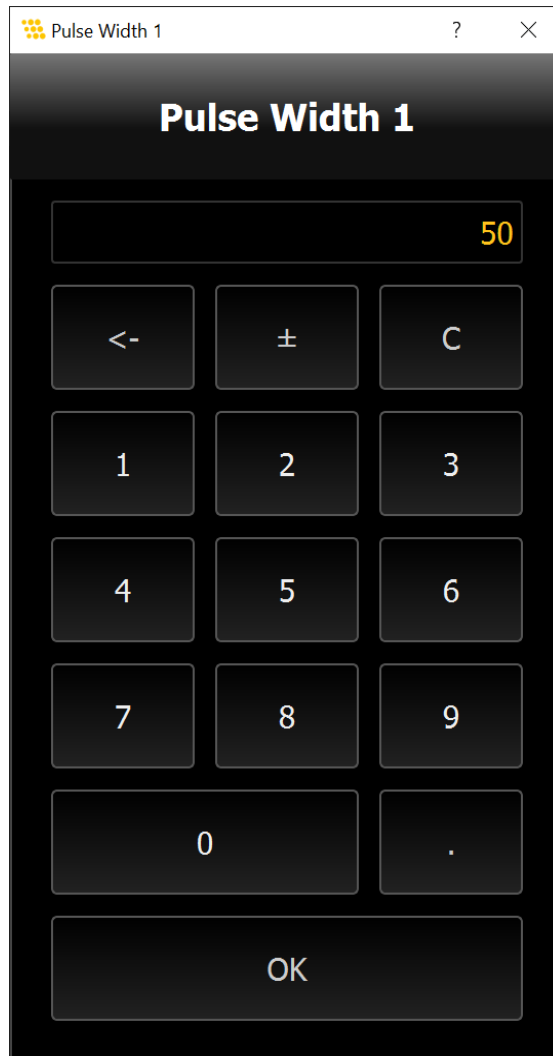 Pulse Width 1 ?
Pulse Width 1
50
<- ± C
1 2 3
4 5 6
7 8 9
0 .
OK